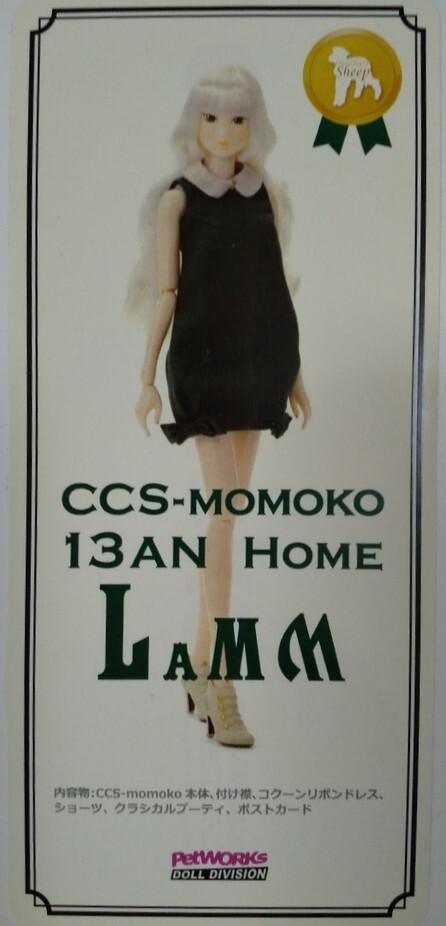 Sheep
CCS-MOMOKO
13AN HOME
LAMM
内容物:CCS-momoko 本体、付け襟、コクーンリボンドレス、
ショーツ、クラシカルブーティ、ポストカード
PetWORKs
DOLL DIVISION